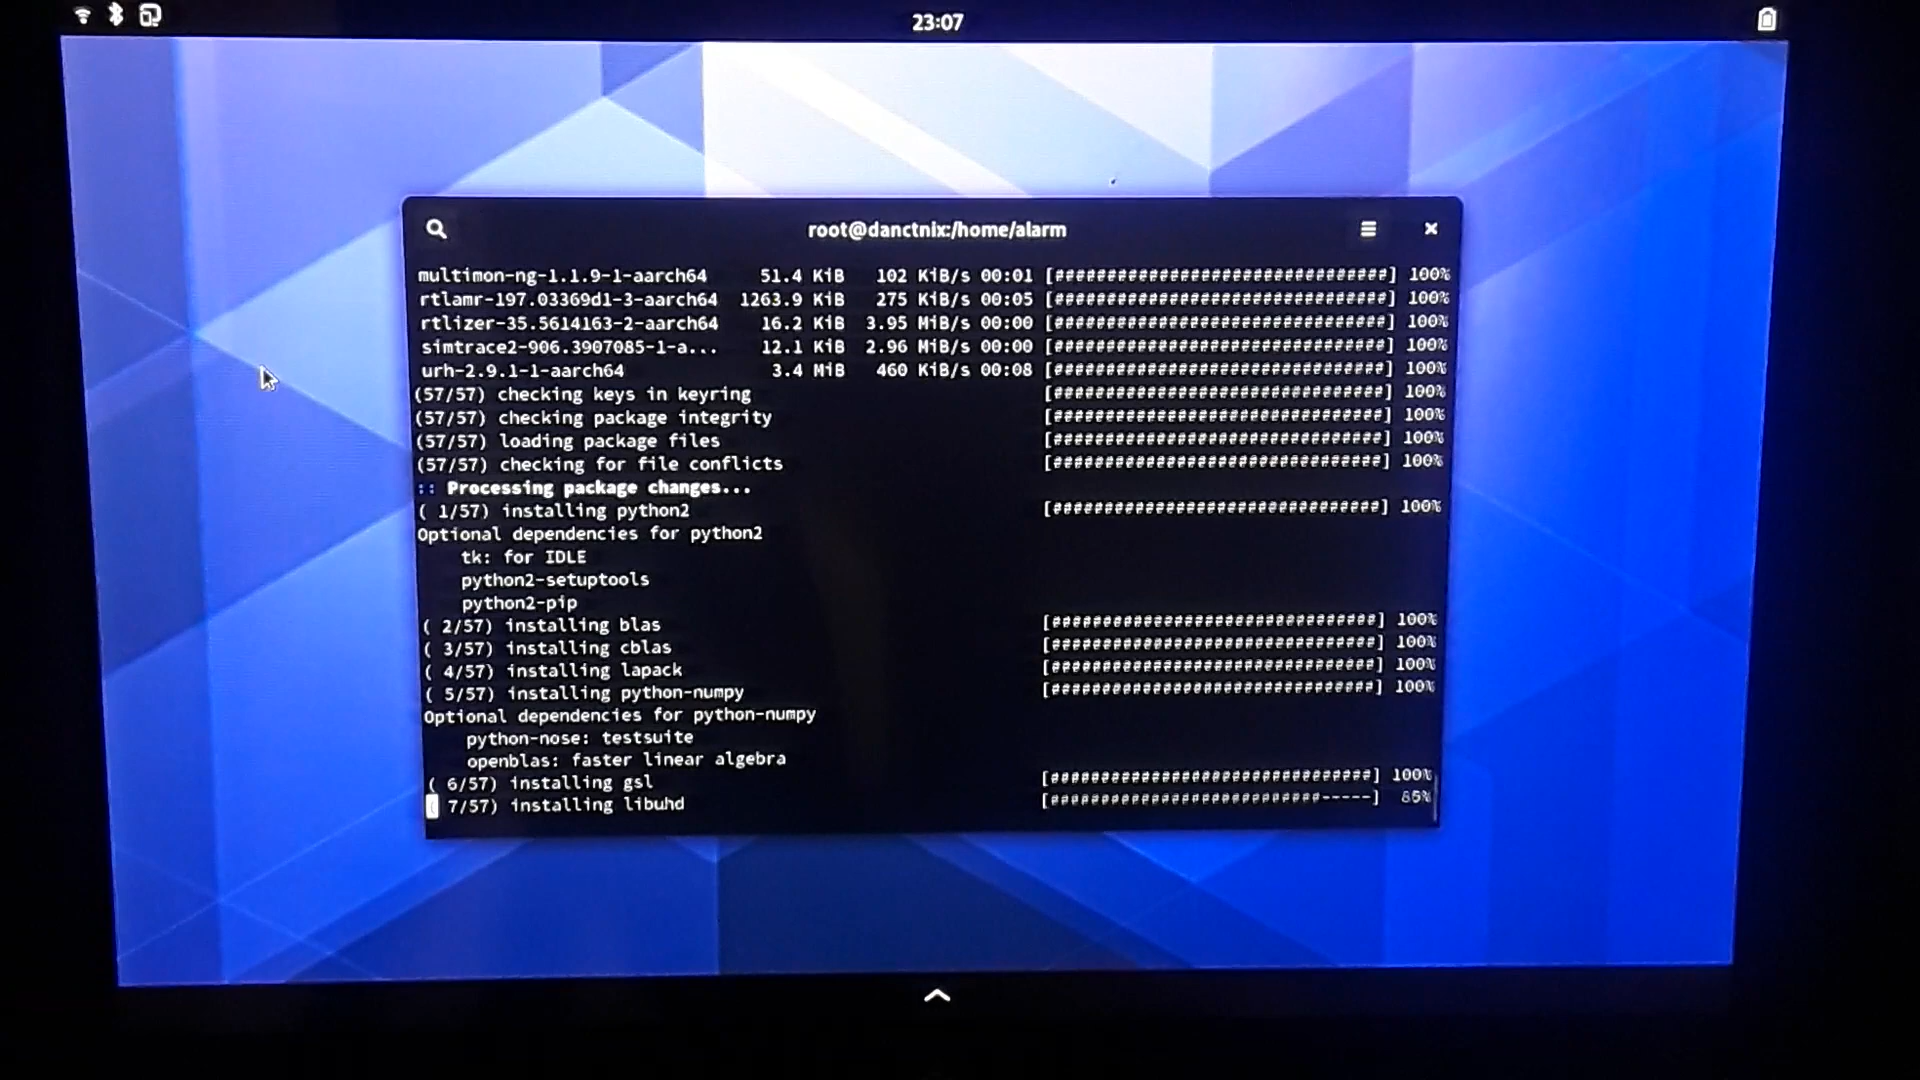 23:07
root@danctnix:/home/alarm
multimon-ng-1.1.9-1-aarch64 51.4 KiB 102 KiB/s 00:01 [################################] 100%
rtlamr-197.03369d1-3-aarch64 1263.9 KiB 275 KiB/s 00:05 [################################] 100%
rtlizer-35.5614163-2-aarch64 16.2 KiB 3.95 MiB/s 00:00 [################################] 100%
simtrace2-906.3907085-1-a... 12.1 KiB 2.96 MiB/s 00:00 [################################] 100%
urh-2.9.1-1-aarch64 3.4 MiB 460 KiB/s 00:08 [################################] 100%
(57/57) checking keys in keyring [################################] 100%
(57/57) checking package integrity [################################] 100%
(57/57) loading package files [################################] 100%
(57/57) checking for file conflicts [################################] 100%
:: Processing package changes...
( 1/57) installing python2 [################################] 100%
Optional dependencies for python2
tk: for IDLE
python2-setuptools
python2-pip
( 2/57) installing blas [################################] 100%
( 3/57) installing cblas [################################] 100%
( 4/57) installing lapack [################################] 100%
( 5/57) installing python-numpy [################################] 100%
Optional dependencies for python-numpy
python-nose: testsuite
openblas: faster linear algebra
( 6/57) installing gsl [################################] 100%
( 7/57) installing libuhd [###########################-----] 85%